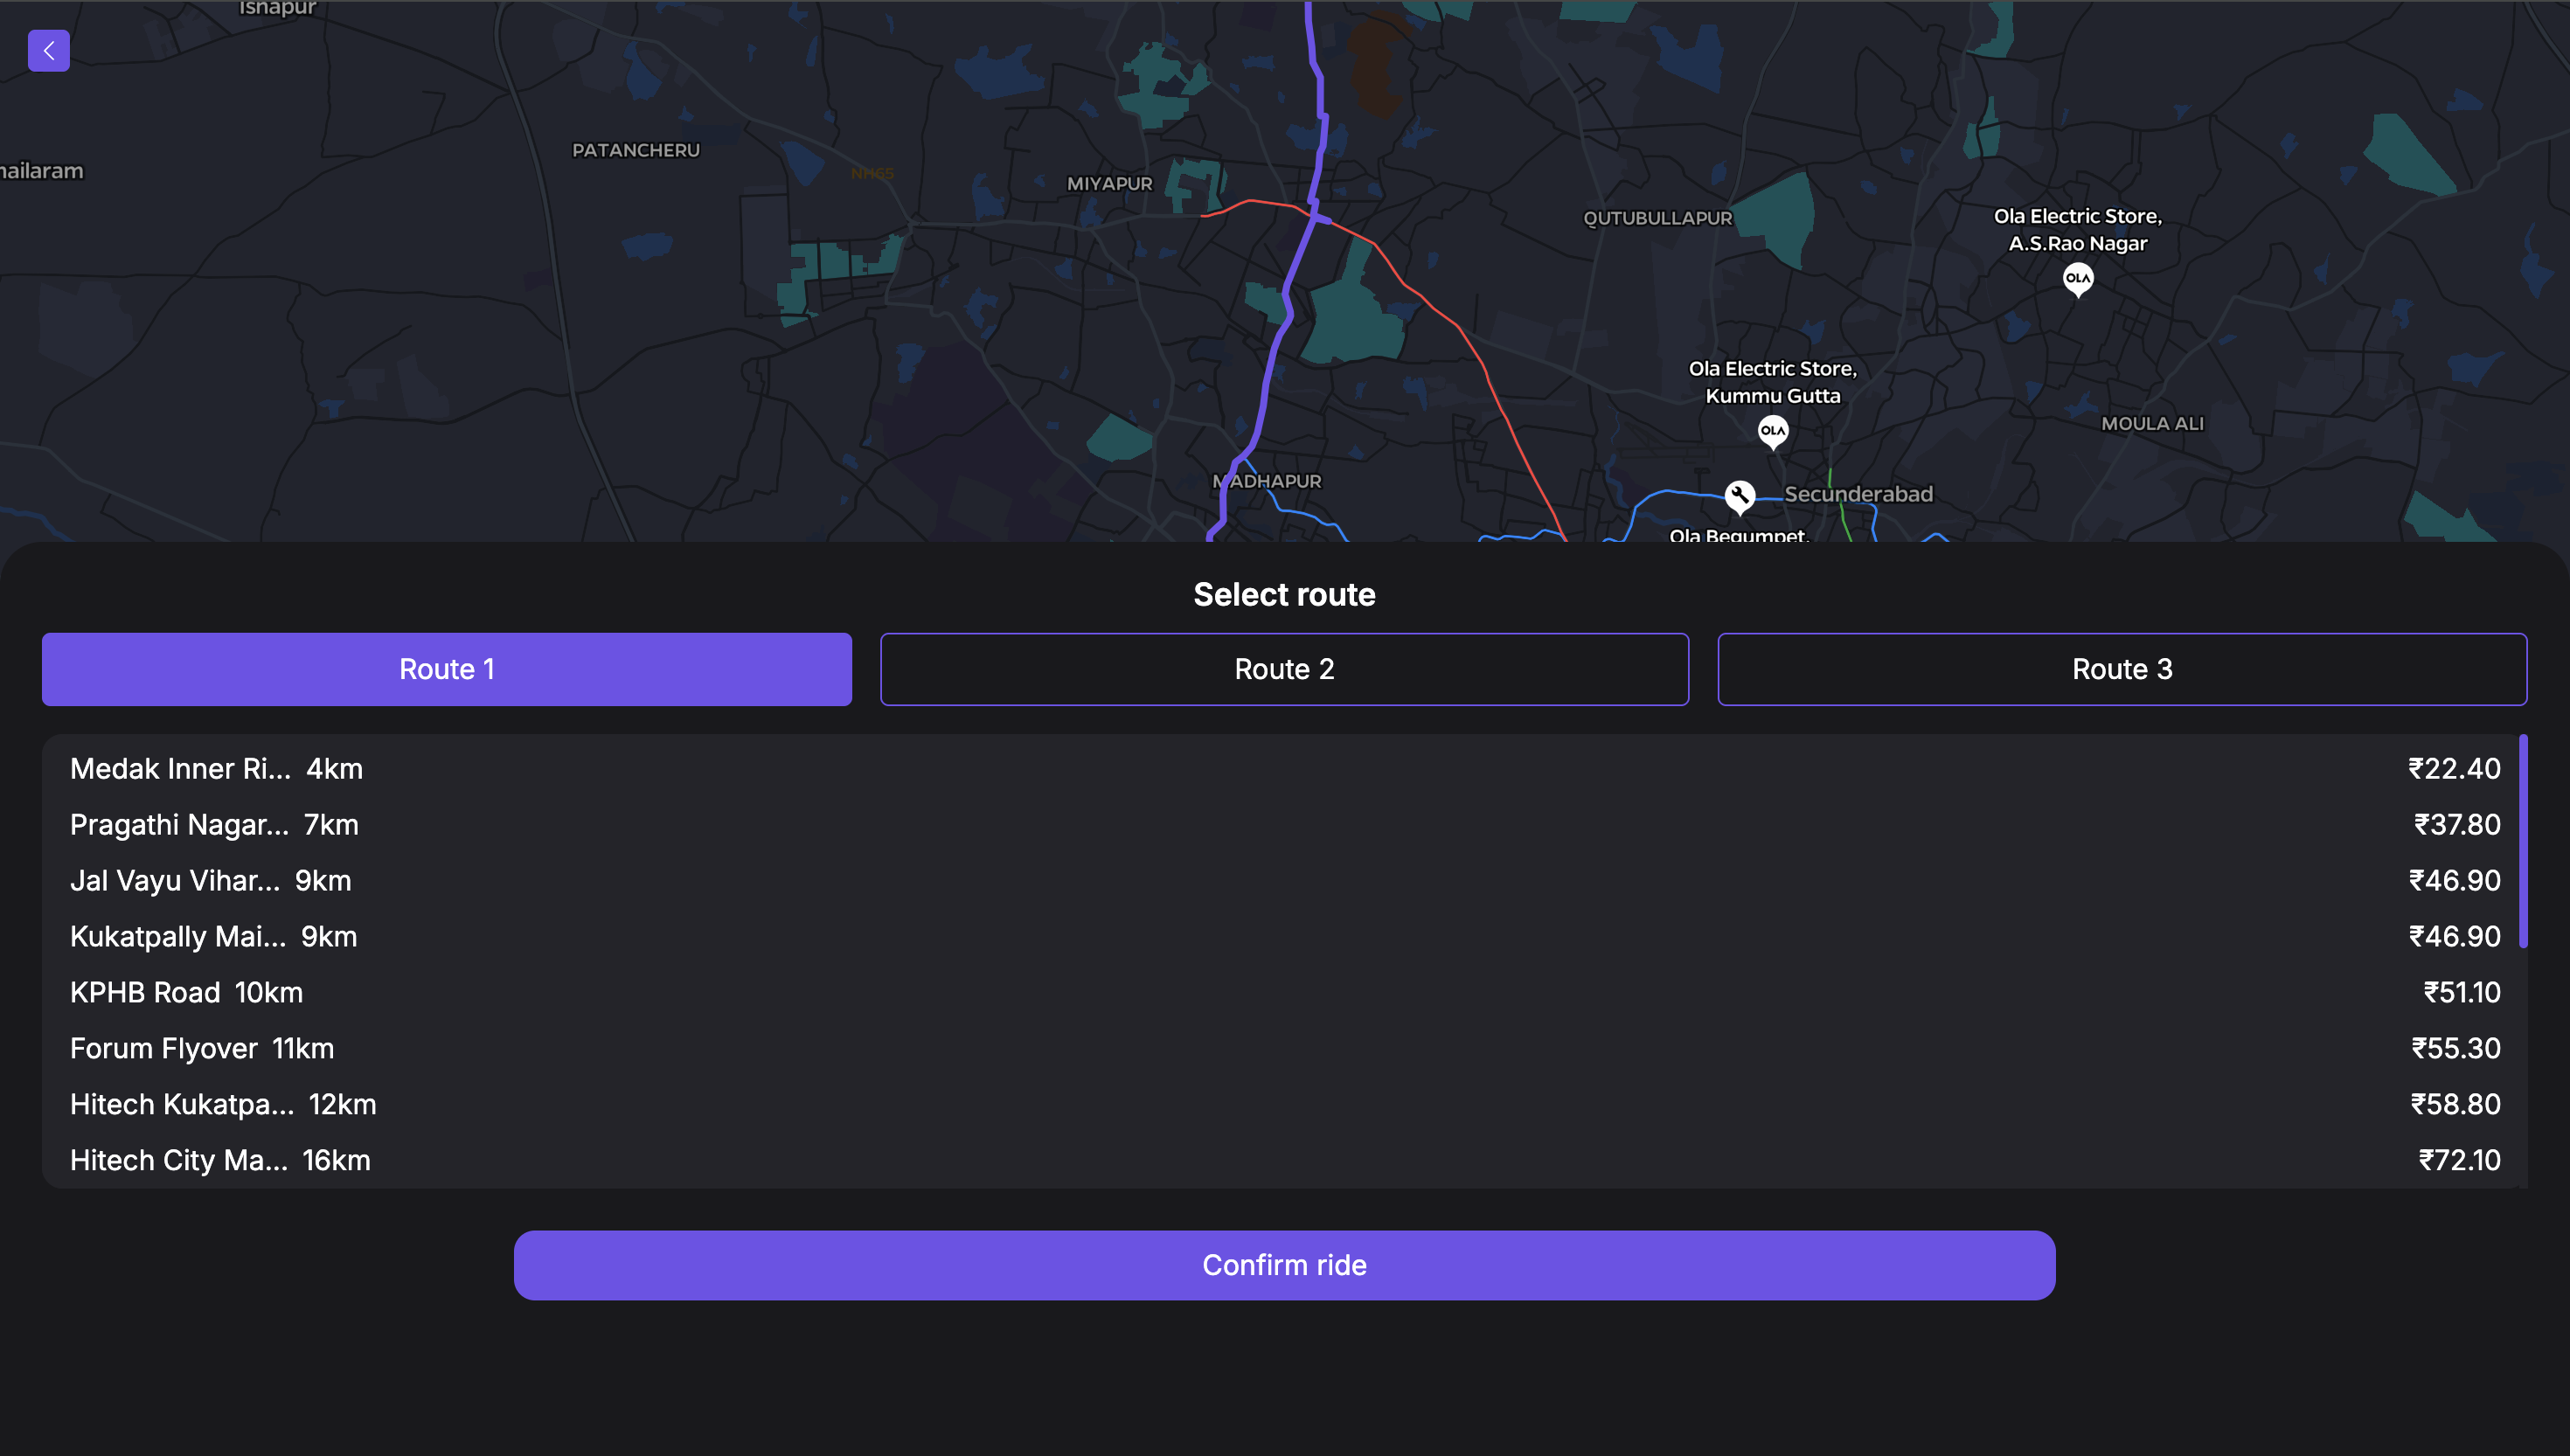 Isnapur
PATANCHERU
nailaram
NH65
MIYAPUR
QUTUBULLAPUR
Ola Electric Store,
A.S.Rao Nagar
OLA
Ola Electric Store,
Kummu Gutta
OLA
MOULA ALI
MADHAPUR
Secunderabad
Ola Begumpet,
Select route
Route 1
Route 2
Route 3
Medak Inner Ri... 4km ₹22.40
Pragathi Nagar... 7km ₹37.80
Jal Vayu Vihar... 9km ₹46.90
Kukatpally Mai... 9km ₹46.90
KPHB Road 10km ₹51.10
Forum Flyover 11km ₹55.30
Hitech Kukatpa... 12km ₹58.80
Hitech City Ma... 16km ₹72.10
Confirm ride